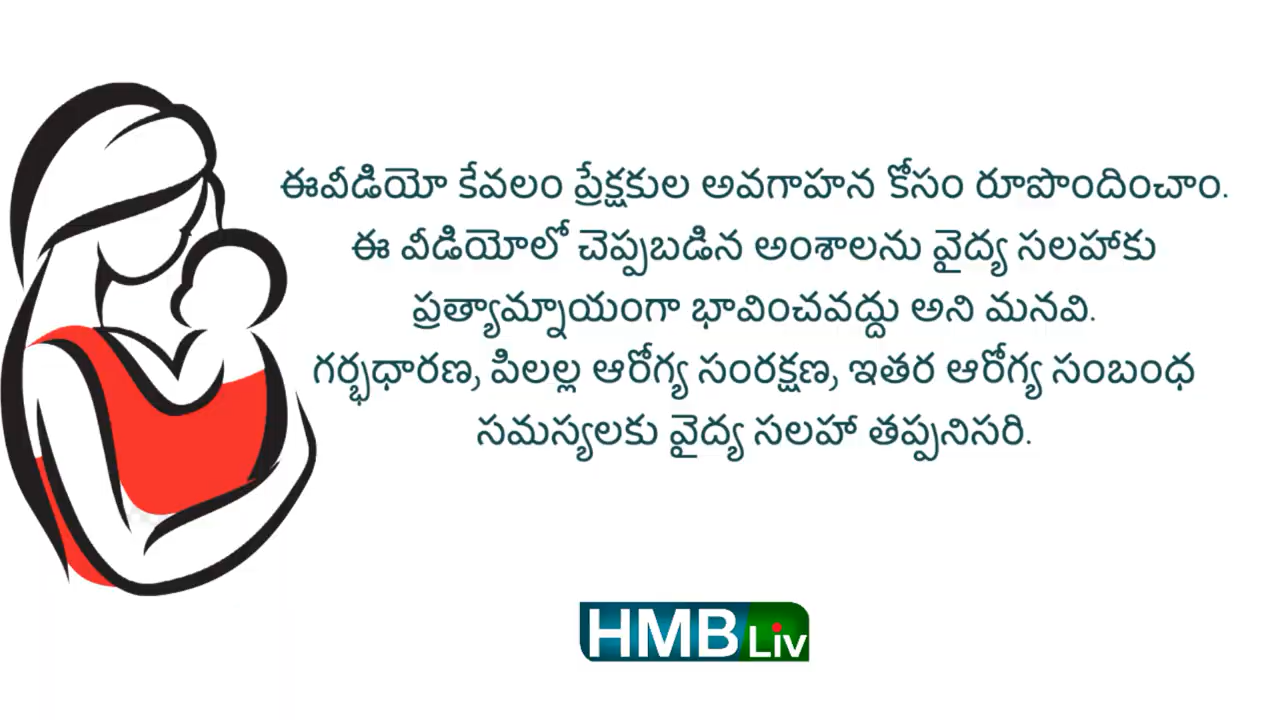 ఈవీడియో కేవలం ప్రేక్షకుల అవగాహన కోసం రూపొందించాం.
ఈ వీడియోలో చెప్పబడిన అంశాలను వైద్య సలహాకు
ప్రత్యామ్నాయంగా భావించవద్దు అని మనవి.
గర్భధారణ, పిలల్ల ఆరోగ్య సంరక్షణ, ఇతర ఆరోగ్య సంబంధ
సమస్యలకు వైద్య సలహా తప్పనిసరి.
HMB Liv